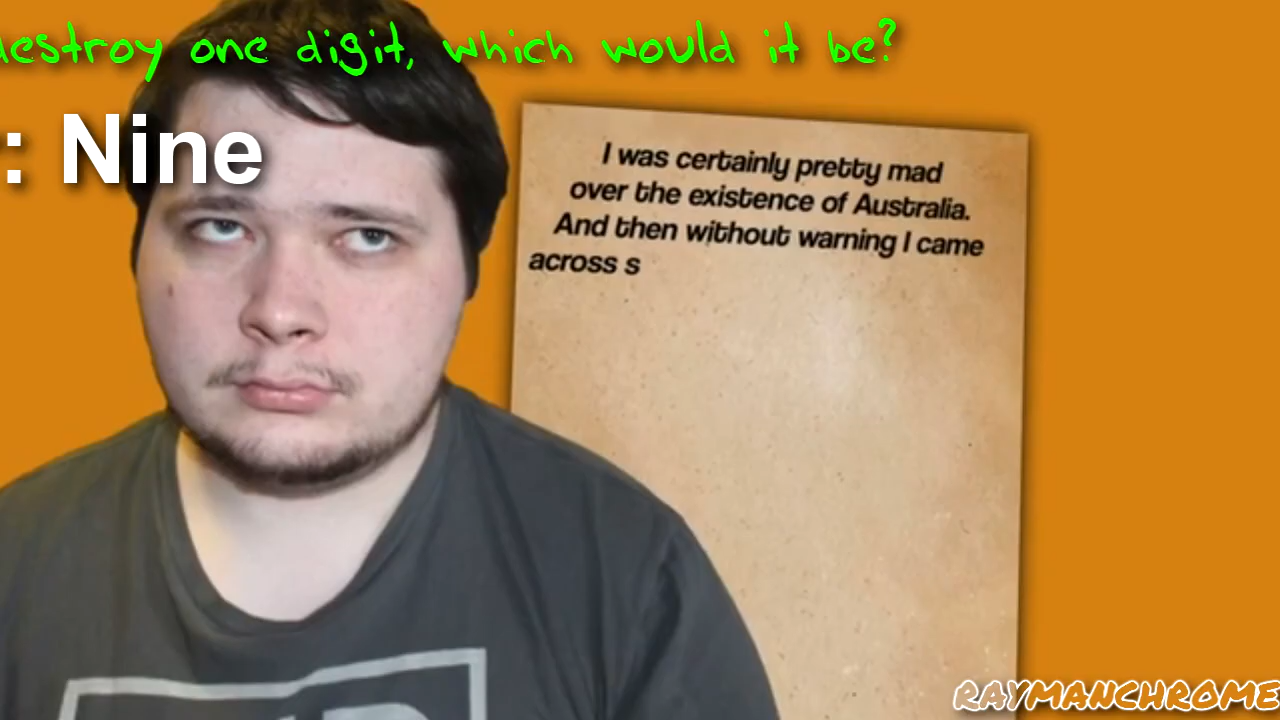 destroy one digit, which would it be?
: Nine
I was certainly pretty mad
over the existence of Australia.
And then without warning I came
across s
RAYMANCHROME